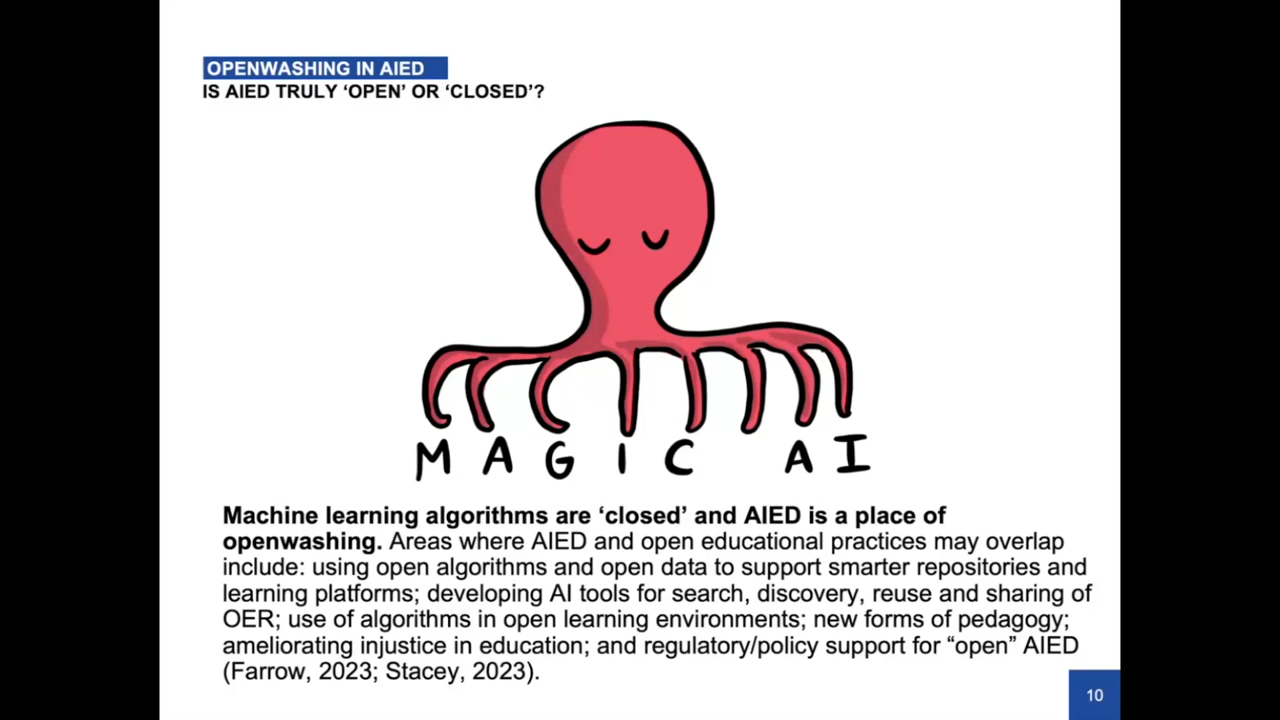 OPENWASHING IN AIED
IS AIED TRULY ‘OPEN’ OR ‘CLOSED’?
MAGIC AI
Machine learning algorithms are ‘closed’ and AIED is a place of
openwashing. Areas where AIED and open educational practices may overlap
include: using open algorithms and open data to support smarter repositories and
learning platforms; developing AI tools for search, discovery, reuse and sharing of
OER; use of algorithms in open learning environments; new forms of pedagogy;
ameliorating injustice in education; and regulatory/policy support for “open” AIED
(Farrow, 2023; Stacey, 2023).
10